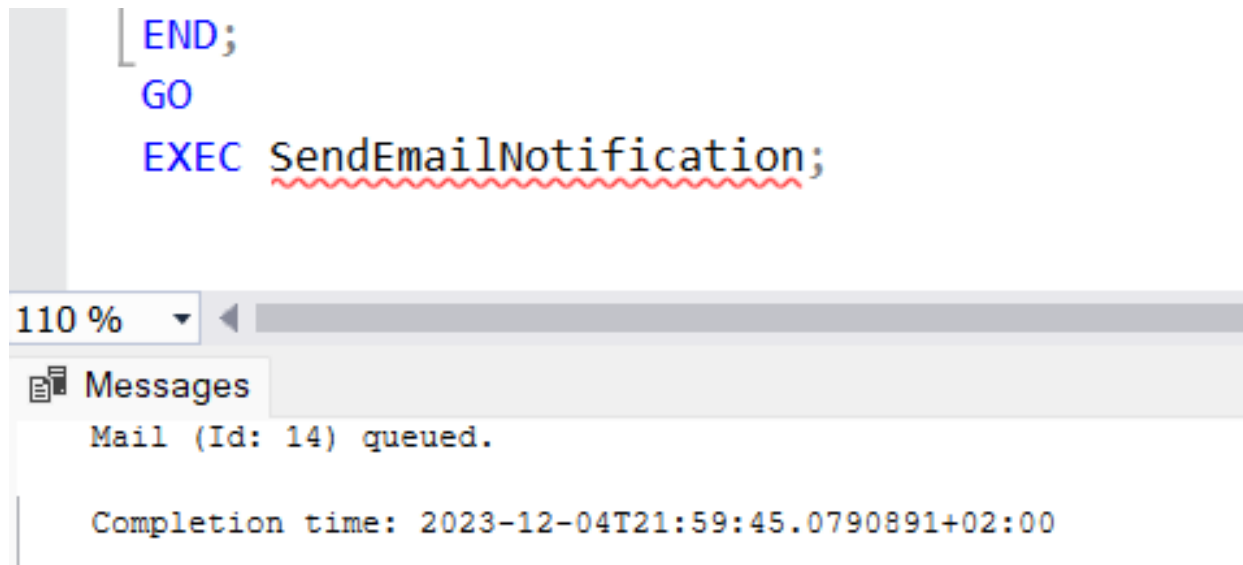 END;
GO
EXEC SendEmailNotification;
110 %
Messages
Mail (Id: 14) queued.
Completion time: 2023-12-04T21:59:45.0790891+02:00